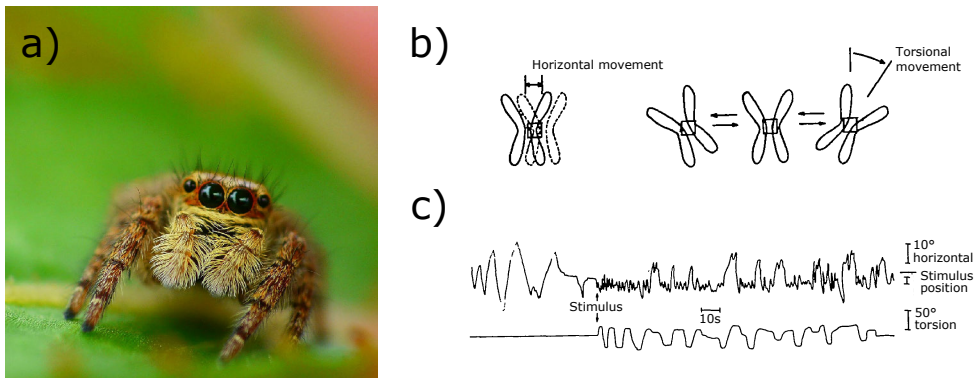 a)
b)
Horizontal movement
Torsional
movement
c)
10°
horizontal
Stimulus
position
Stimulus
10s
50°
torsion